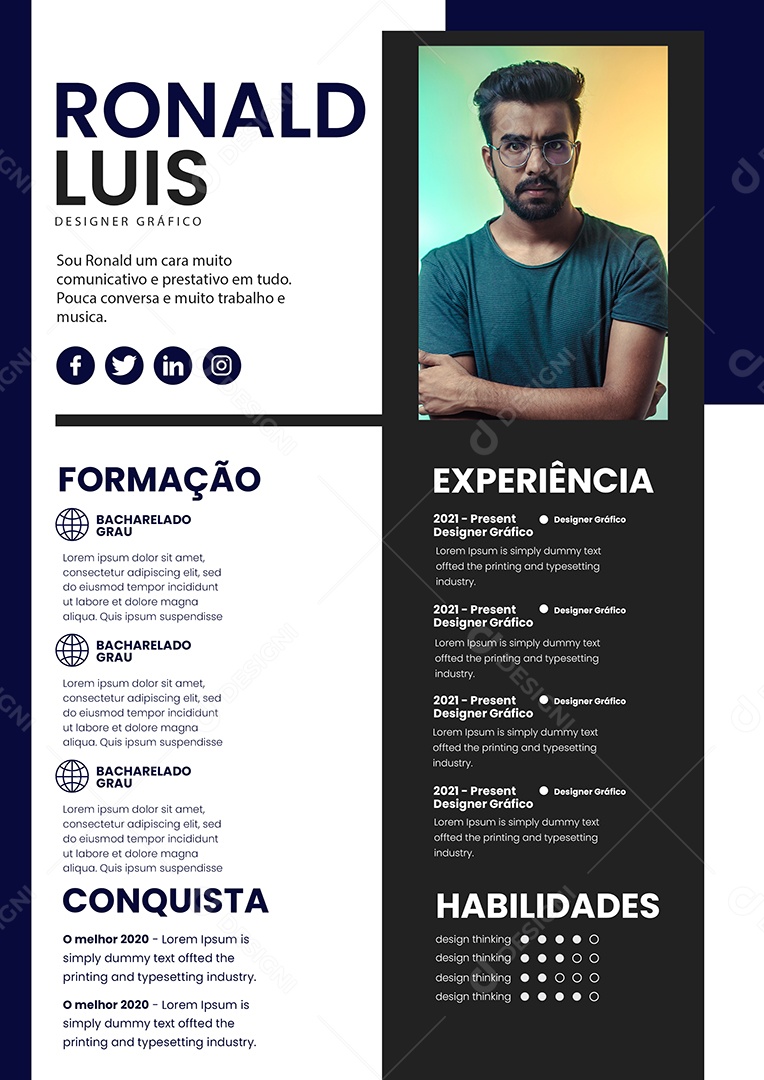 RONALD
LUIS
DESIGNER GRÁFICO
Sou Ronald um cara muito
comunicativo e prestativo em tudo.
Pouca conversa e muito trabalho e
musica.
FORMAÇÃO
BACHARELADO
GRAU
Lorem ipsum dolor sit amet,
consectetur adipiscing elit, sed
do eiusmod tempor incididunt
ut labore et dolore magna
aliqua. Quis ipsum suspendisse
BACHARELADO
GRAU
Lorem ipsum dolor sit amet,
consectetur adipiscing elit, sed
do eiusmod tempor incididunt
ut labore et dolore magna
aliqua. Quis ipsum suspendisse
BACHARELADO
GRAU
Lorem ipsum dolor sit amet,
consectetur adipiscing elit, sed
do eiusmod tempor incididunt
ut labore et dolore magna
aliqua. Quis ipsum suspendisse
CONQUISTA
O melhor 2020 - Lorem Ipsum is
simply dummy text offted the
printing and typesetting industry.
O melhor 2020 - Lorem Ipsum is
simply dummy text offted the
printing and typesetting industry.
EXPERIÊNCIA
2021 - Present
Designer Gráfico
Designer Gráfico
Lorem Ipsum is simply dummy text
offted the printing and typesetting
industry.
2021 - Present
Designer Gráfico
Designer Gráfico
Lorem Ipsum is simply dummy text
offted the printing and typesetting
industry.
2021 - Present
Designer Gráfico
Designer Gráfico
Lorem Ipsum is simply dummy text
offted the printing and typesetting
industry.
2021 - Present
Designer Gráfico
Designer Gráfico
Lorem Ipsum is simply dummy text
offted the printing and typesetting
industry.
HABILIDADES
design thinking
design thinking
design thinking
design thinking
DESIGNI